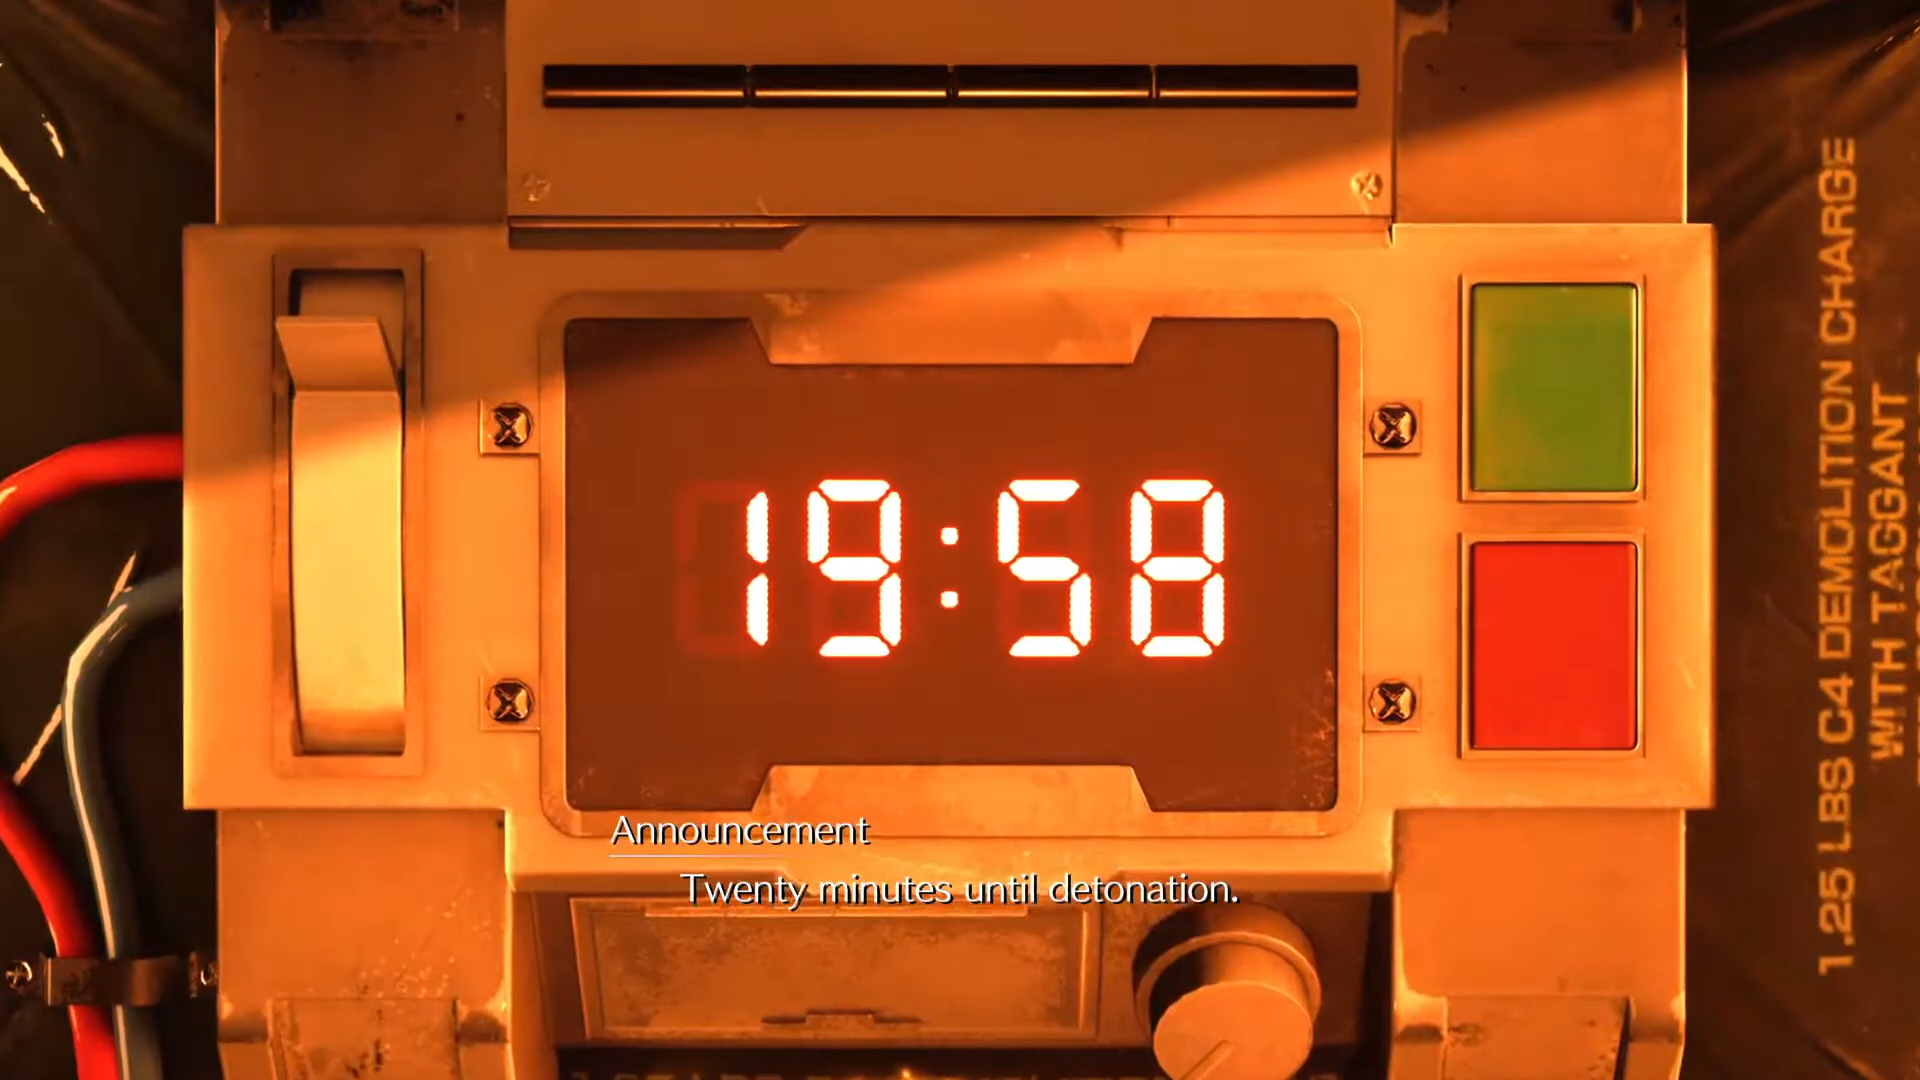 19:58
Announcement
Twenty minutes until detonation.
1.25 LBS C4 DEMOLITION CHARGE
WITH TAGGANT